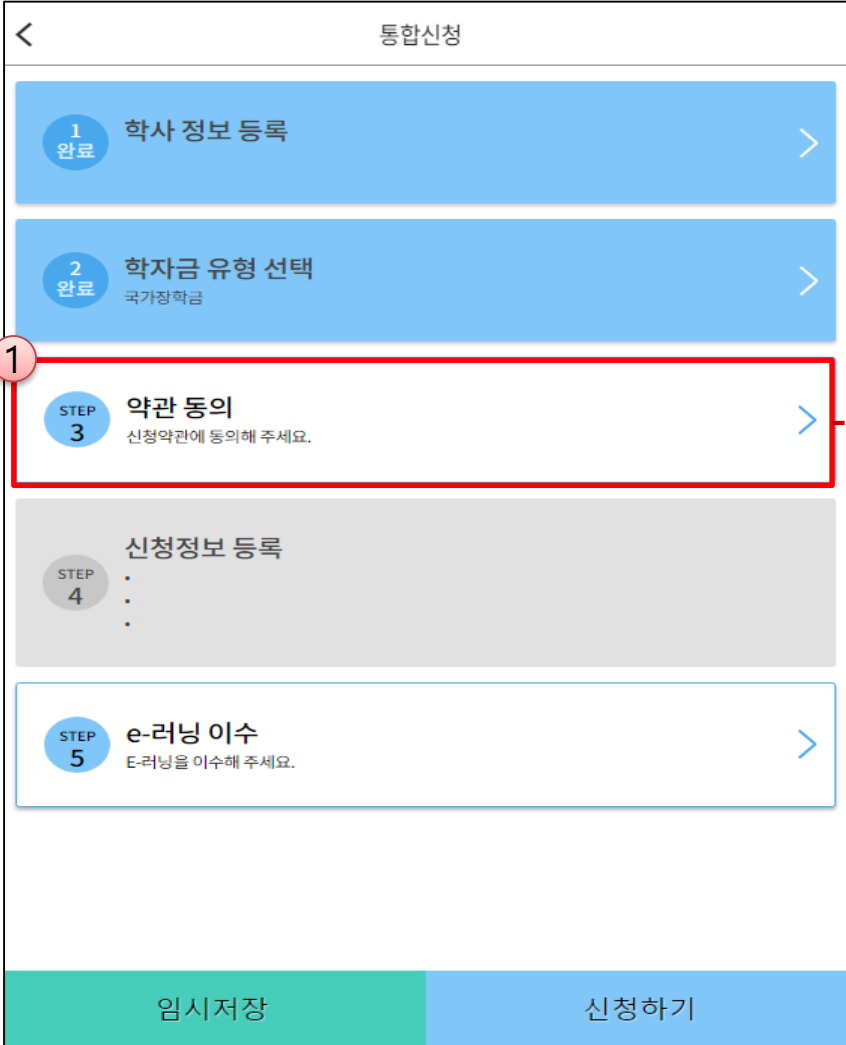 통합신청
1
완료
학사 정보 등록
2
완료
학자금 유형 선택
국가장학금
1
STEP
3
약관 동의
신청약관에 동의해 주세요.
STEP
4
신청정보 등록
STEP
5
e-러닝 이수
E-러닝을 이수해 주세요.
임시저장
신청하기